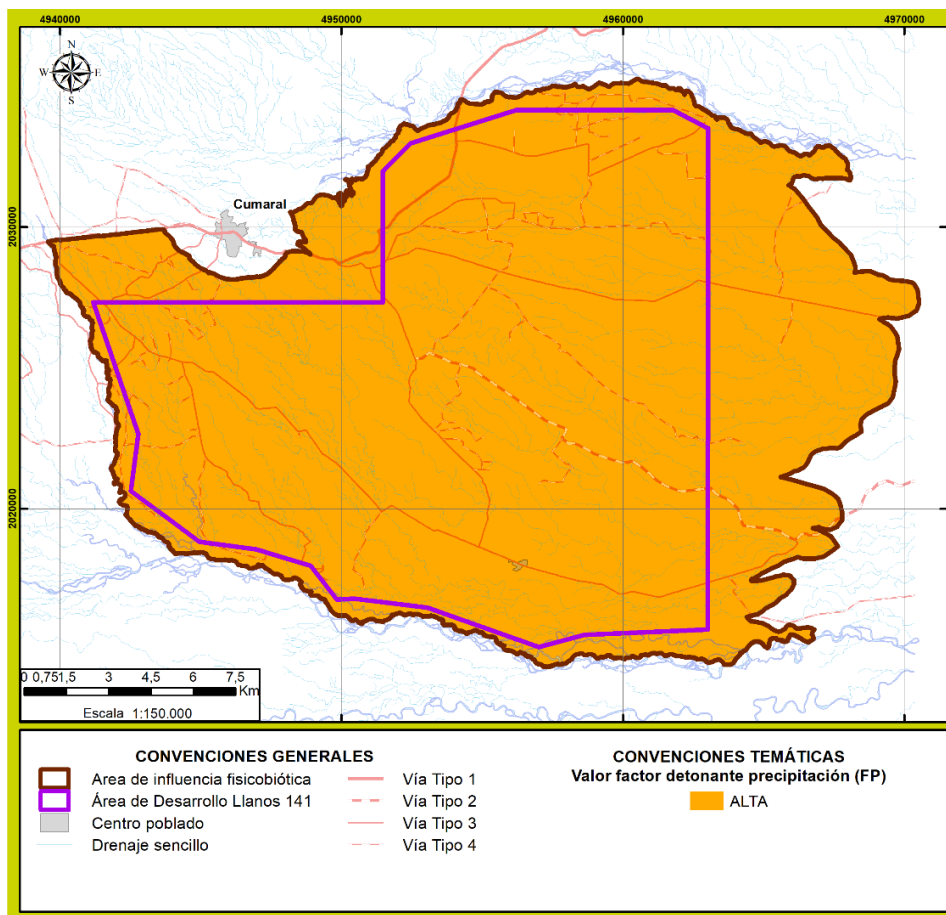 4940000 4950000 4960000 4970000
N
W E
S
Cumaral
2030000
2020000
0 0,751,5 3 4,5 6 7,5
Km
Escala 1:150.000
CONVENCIONES GENERALES
Area de influencia fisicobiótica
Área de Desarrollo Llanos 141
Centro poblado
Drenaje sencillo
Vía Tipo 1
Vía Tipo 2
Vía Tipo 3
Vía Tipo 4
CONVENCIONES TEMÁTICAS
Valor factor detonante precipitación (FP)
ALTA